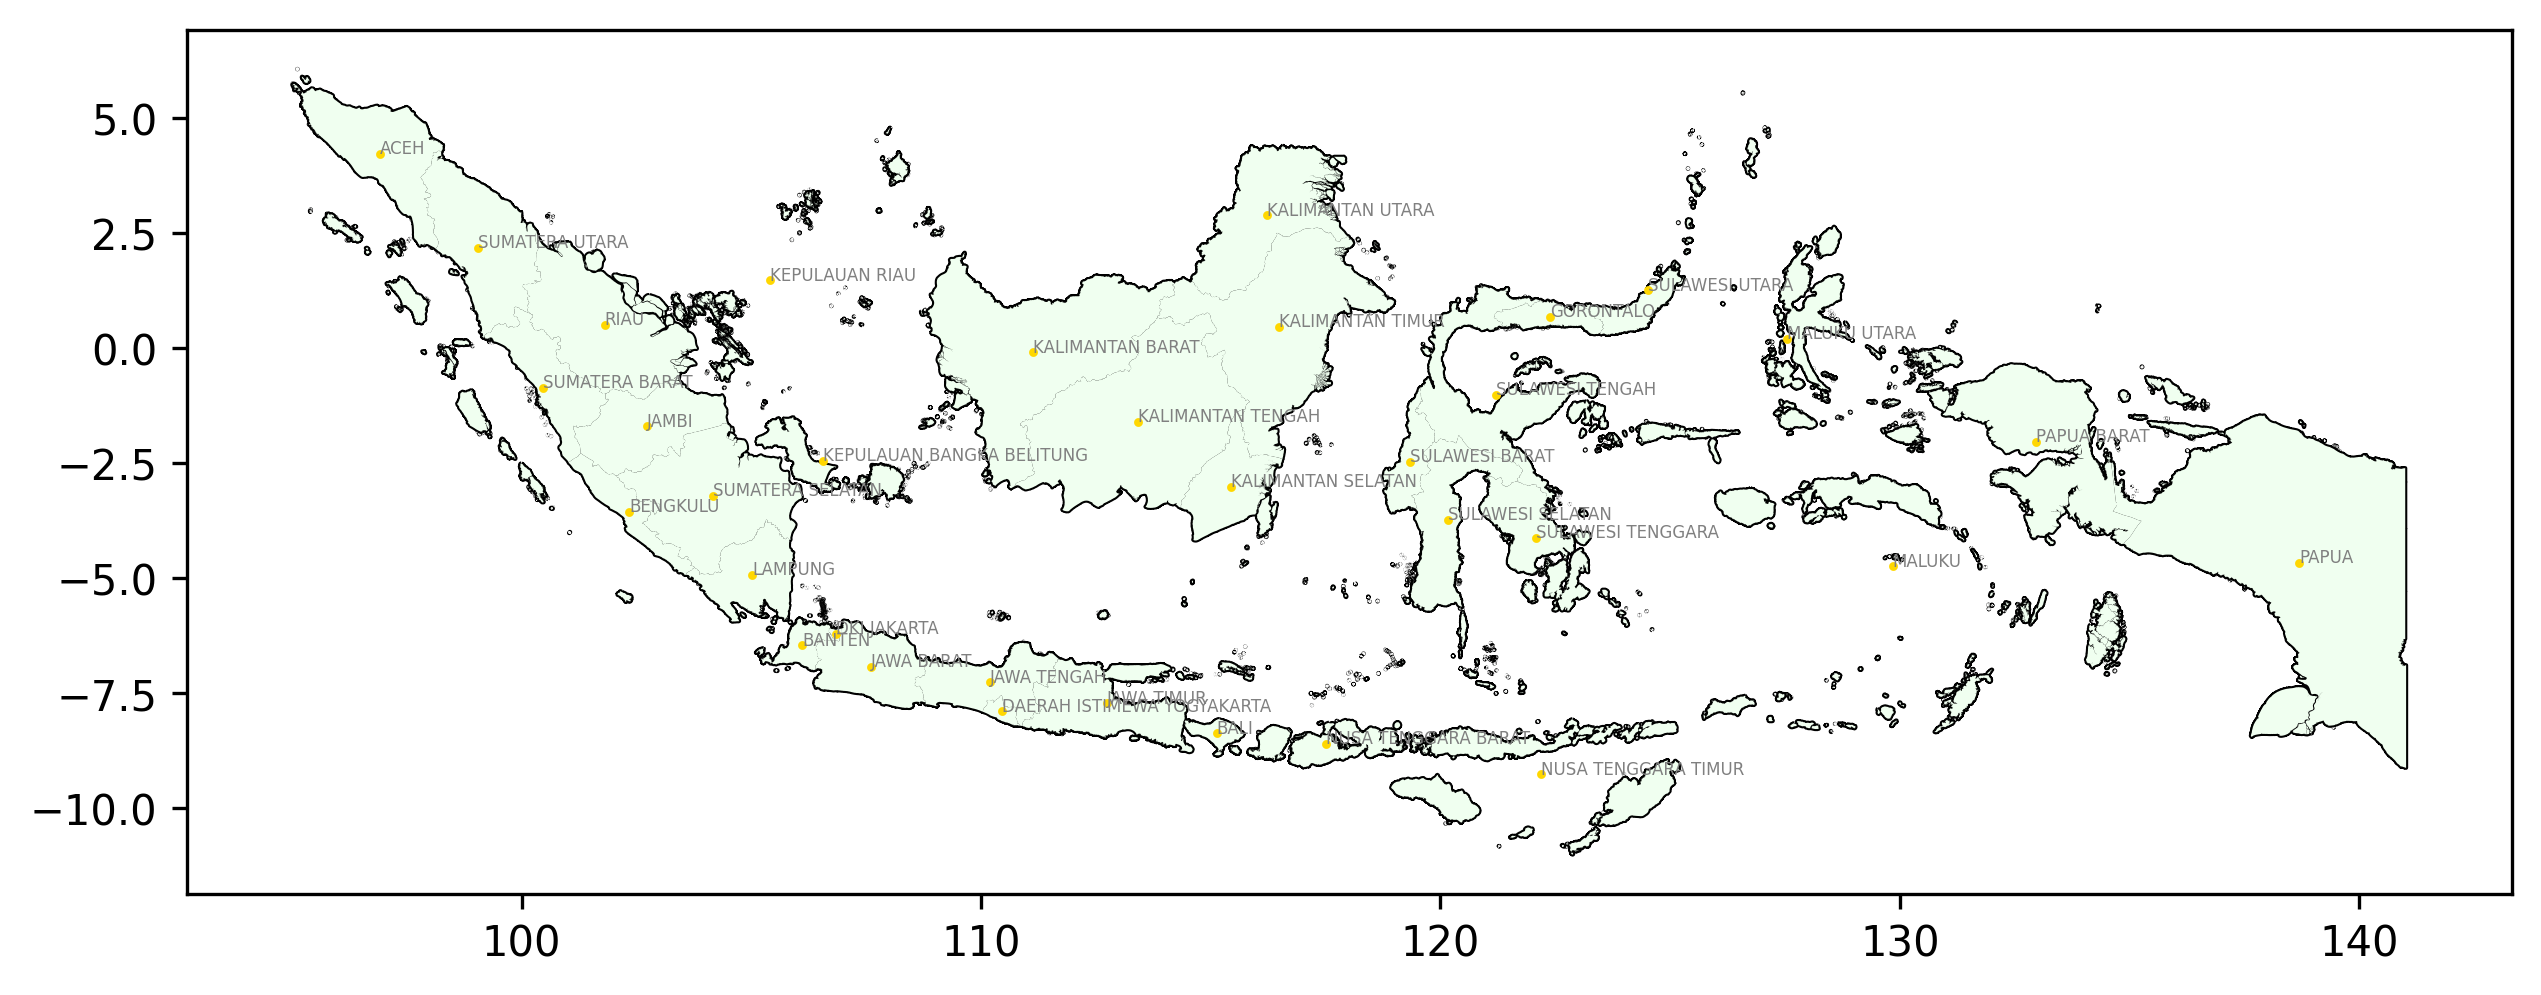 5.0
2.5
0.0
−2.5
−5.0
−7.5
−10.0
ACEH
SUMATERA UTARA
KALIMANTAN UTARA
KEPULAUAN RIAU
SULAWESI UTARA
RIAU
KALIMANTAN TIMUR
GORONTALO
MALUKU UTARA
KALIMANTAN BARAT
SUMATERA BARAT
SULAWESI TENGAH
JAMBI
KALIMANTAN TENGAH
PAPUA BARAT
KEPULAUAN BANGKA BELITUNG
SULAWESI BARAT
SUMATERA SELATAN
KALIMANTAN SELATAN
BENGKULU
SULAWESI SELATAN
SULAWESI TENGGARA
LAMPUNG
MALUKU
PAPUA
DKI JAKARTA
BANTEN
JAWA BARAT
JAWA TENGAH
JAWA TIMUR
DAERAH ISTIMEWA YOGYAKARTA
BALI
NUSA TENGGARA BARAT
NUSA TENGGARA TIMUR
100
110
120
130
140